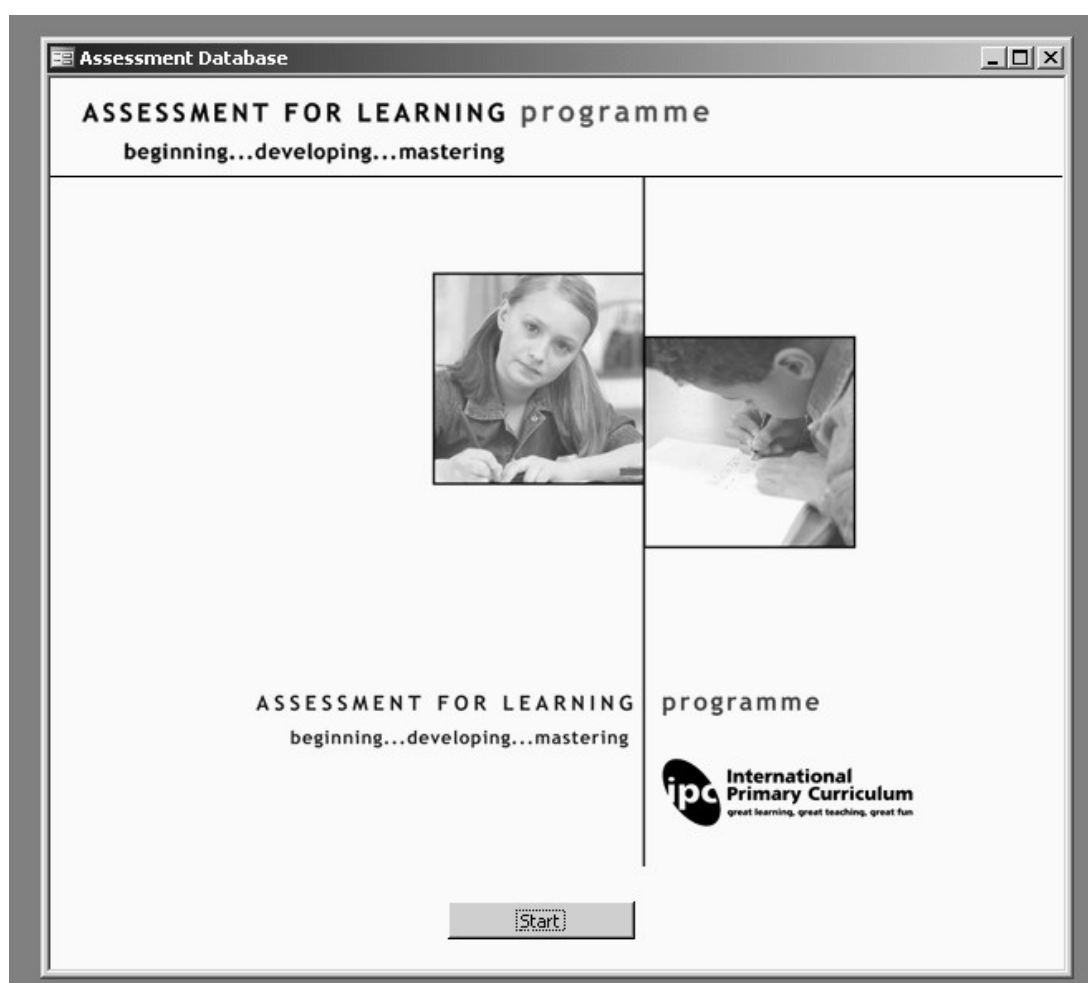 Assessment Database
ASSESSMENT FOR LEARNING programme
beginning...developing...mastering
ASSESSMENT FOR LEARNING programme
beginning...developing...mastering
ipc
International
Primary Curriculum
great learning, great teaching, great fun
Start